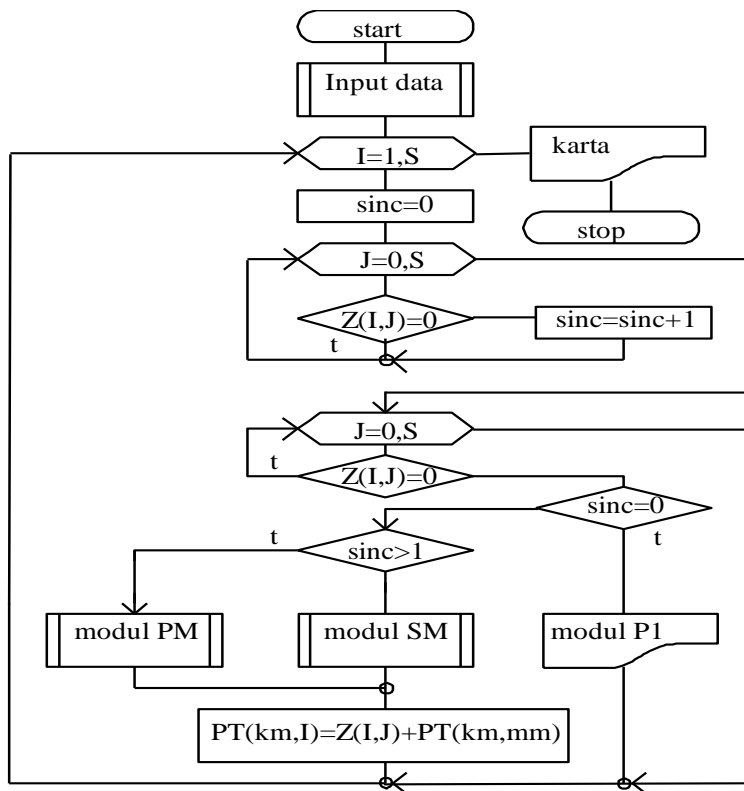 start
Input data
I=1,S
karta
sinc=0
stop
J=0,S
Z(I,J)=0
sinc=sinc+1
t
J=0,S
t
Z(I,J)=0
sinc=0
t
t
sinc>1
modul PM
modul SM
modul P1
PT(km,I)=Z(I,J)+PT(km,mm)